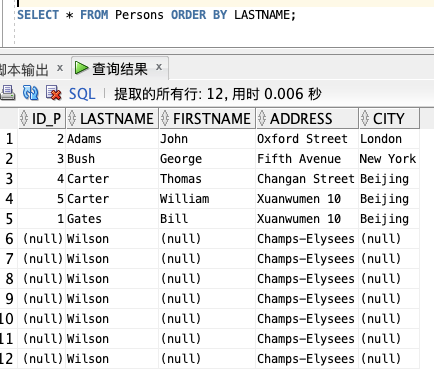 SELECT * FROM Persons ORDER BY LASTNAME;
脚本输出 x 查询结果 x
SQL 提取的所有行: 12, 用时 0.006 秒
ID_P LASTNAME FIRSTNAME ADDRESS CITY
1 2 Adams John Oxford Street London
2 3 Bush George Fifth Avenue New York
3 4 Carter Thomas Changan Street Beijing
4 5 Carter William Xuanwumen 10 Beijing
5 1 Gates Bill Xuanwumen 10 Beijing
6 (null) Wilson (null) Champs-Elysees (null)
7 (null) Wilson (null) Champs-Elysees (null)
8 (null) Wilson (null) Champs-Elysees (null)
9 (null) Wilson (null) Champs-Elysees (null)
10 (null) Wilson (null) Champs-Elysees (null)
11 (null) Wilson (null) Champs-Elysees (null)
12 (null) Wilson (null) Champs-Elysees (null)